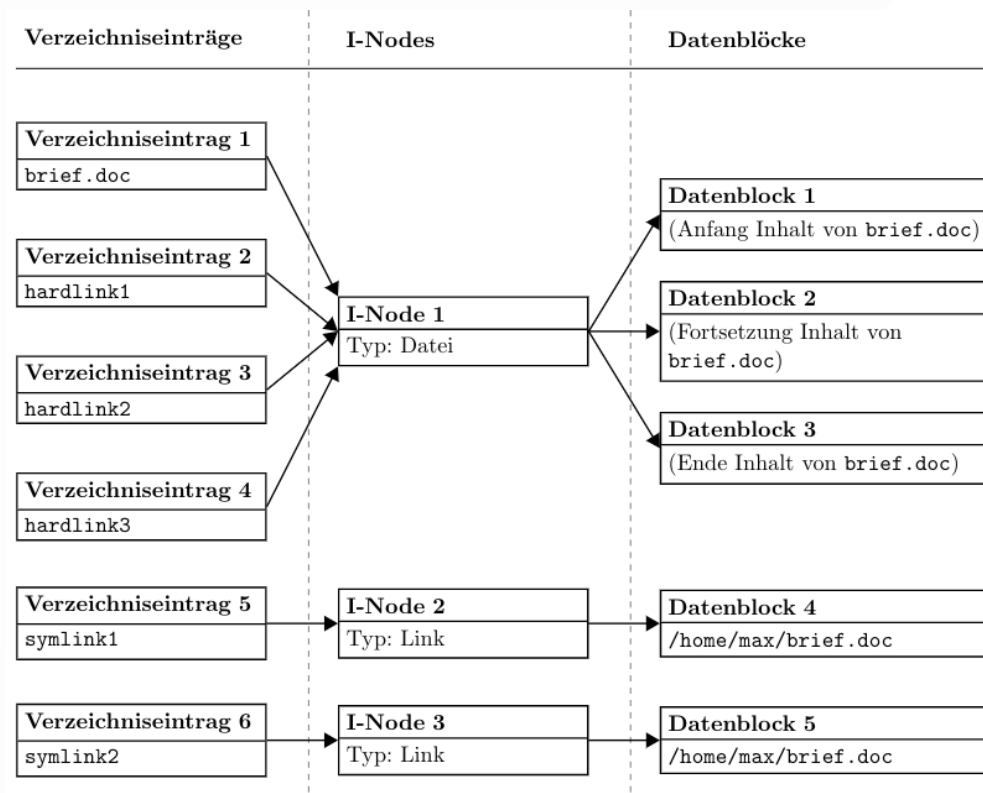 Verzeichniseinträge
I-Nodes
Datenblöcke
Verzeichniseintrag 1
brief.doc
Verzeichniseintrag 2
hardlink1
Verzeichniseintrag 3
hardlink2
Verzeichniseintrag 4
hardlink3
Verzeichniseintrag 5
symlink1
Verzeichniseintrag 6
symlink2
I-Node 1
Typ: Datei
I-Node 2
Typ: Link
I-Node 3
Typ: Link
Datenblock 1
(Anfang Inhalt von brief.doc)
Datenblock 2
(Fortsetzung Inhalt von
brief.doc)
Datenblock 3
(Ende Inhalt von brief.doc)
Datenblock 4
/home/max/brief.doc
Datenblock 5
/home/max/brief.doc